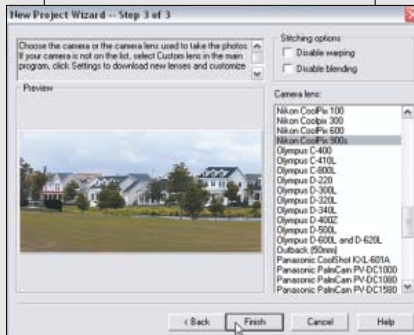 New Project Wizard -- Step 3 of 3
Choose the camera or the camera lens used to take the photos.
If your camera is not on the list, select Custom lens in the main
program, click Settings to download new lenses and customize
Stitching options
Disable warping
Disable blending
Preview
Camera lens:
Nikon CoolPix 100
Nikon Coolpix 300
Nikon CoolPix 600
Nikon CoolPix 900s
Olympus C-400
Olympus C-410L
Olympus C-800L
Olympus D-220
Olympus D-300L
Olympus D-320L
Olympus D-340L
Olympus D-400Z
Olympus D-500L
Olympus D-600L and D-620L
Outback (50mm)
Panasonic CoolShot KXL-601A
Panasonic PalmCam PV-DC1000
Panasonic PalmCam PV-DC1080
Panasonic PalmCam PV-DC1580
< Back
Finish
Cancel
Help